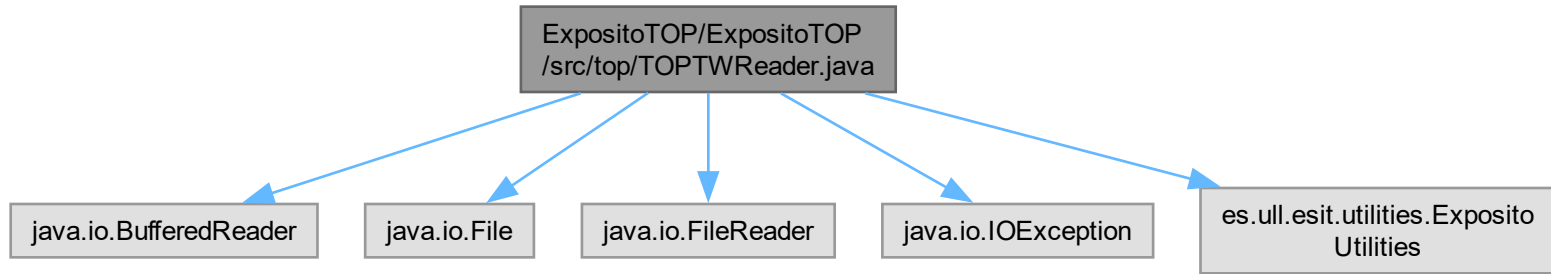 ExpositoTOP/ExpositoTOP
/src/top/TOPTWReader.java
java.io.BufferedReader
java.io.File
java.io.FileReader
java.io.IOException
es.ull.esit.utilities.Exposito
Utilities